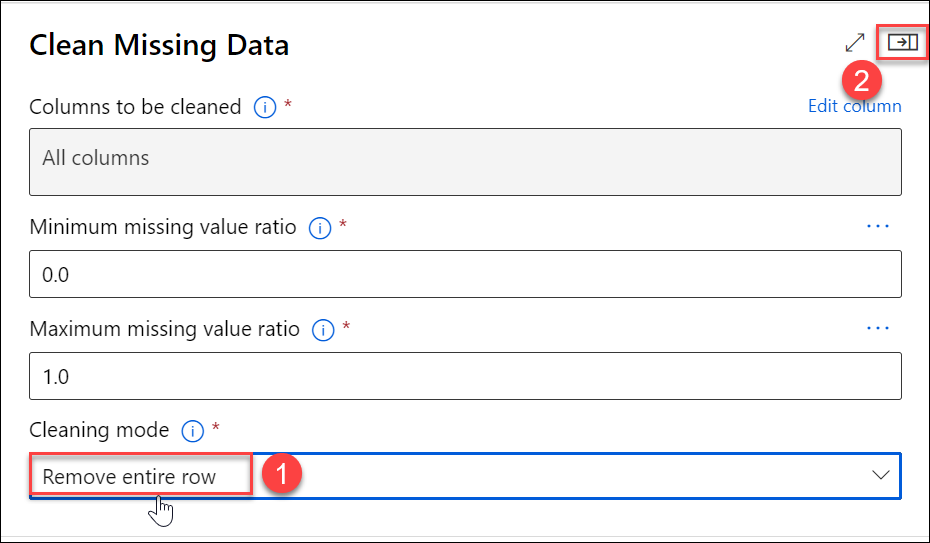 Clean Missing Data
2
Columns to be cleaned i *
Edit column
All columns
Minimum missing value ratio i * ...
0.0
Maximum missing value ratio i * ...
1.0
Cleaning mode i *
Remove entire row
1